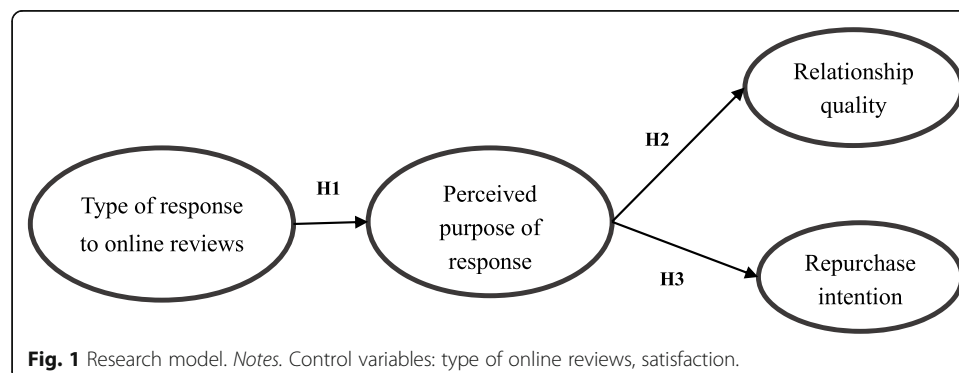 Type of response
to online reviews
H1
Perceived
purpose of
response
H2
Relationship
quality
H3
Repurchase
intention
Fig. 1 Research model. Notes. Control variables: type of online reviews, satisfaction.